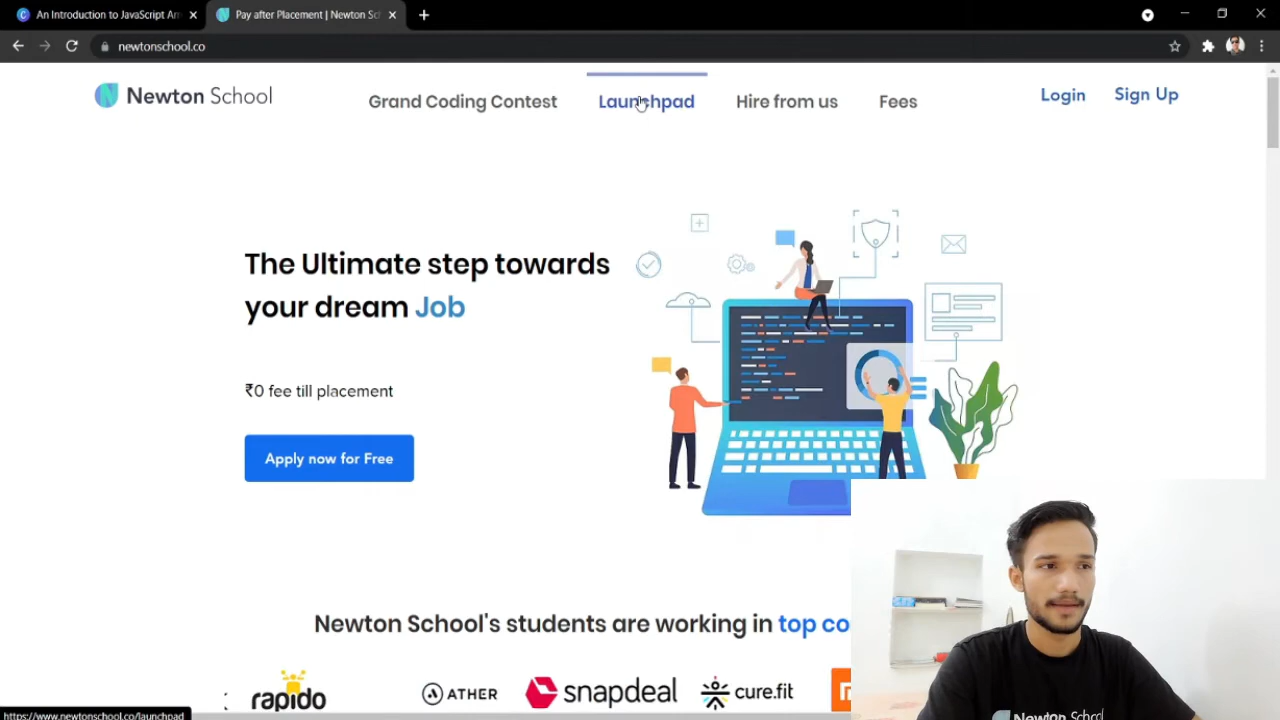 An Introduction to JavaScript Arr
Pay after Placement | Newton Sc
newtonschool.co
Newton School
Grand Coding Contest
Launchpad
Hire from us
Fees
Login
Sign Up
The Ultimate step towards
your dream Job
₹0 fee till placement
Apply now for Free
Newton School's students are working in top co
rapido
ATHER
snapdeal
cure.fit
https://www.newtonschool.co/launchpad
Newton School